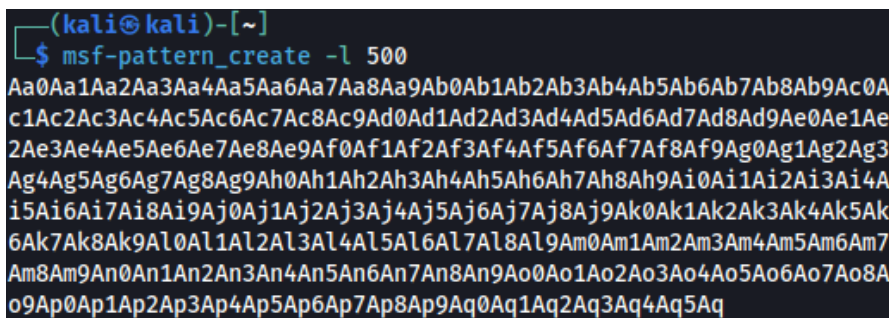 ┌──(kali㉿kali)-[~]
└─$ msf-pattern_create -l 500
Aa0Aa1Aa2Aa3Aa4Aa5Aa6Aa7Aa8Aa9Ab0Ab1Ab2Ab3Ab4Ab5Ab6Ab7Ab8Ab9Ac0A
c1Ac2Ac3Ac4Ac5Ac6Ac7Ac8Ac9Ad0Ad1Ad2Ad3Ad4Ad5Ad6Ad7Ad8Ad9Ae0Ae1Ae
2Ae3Ae4Ae5Ae6Ae7Ae8Ae9Af0Af1Af2Af3Af4Af5Af6Af7Af8Af9Ag0Ag1Ag2Ag3
Ag4Ag5Ag6Ag7Ag8Ag9Ah0Ah1Ah2Ah3Ah4Ah5Ah6Ah7Ah8Ah9Ai0Ai1Ai2Ai3Ai4A
i5Ai6Ai7Ai8Ai9Aj0Aj1Aj2Aj3Aj4Aj5Aj6Aj7Aj8Aj9Ak0Ak1Ak2Ak3Ak4Ak5Ak
6Ak7Ak8Ak9Al0Al1Al2Al3Al4Al5Al6Al7Al8Al9Am0Am1Am2Am3Am4Am5Am6Am7
Am8Am9An0An1An2An3An4An5An6An7An8An9Ao0Ao1Ao2Ao3Ao4Ao5Ao6Ao7Ao8A
o9Ap0Ap1Ap2Ap3Ap4Ap5Ap6Ap7Ap8Ap9Aq0Aq1Aq2Aq3Aq4Aq5Aq